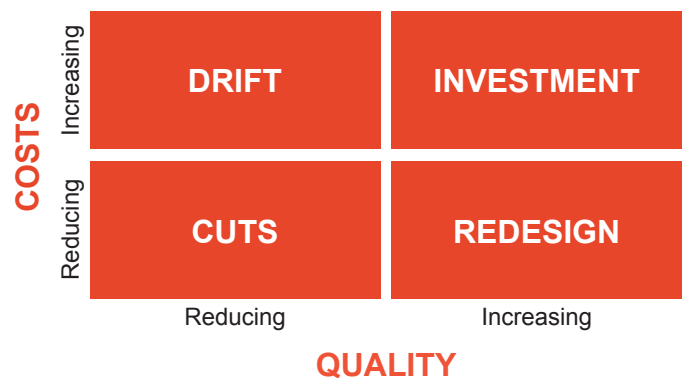 COSTS
Increasing
DRIFT
INVESTMENT
Reducing
CUTS
REDESIGN
Reducing
Increasing
QUALITY